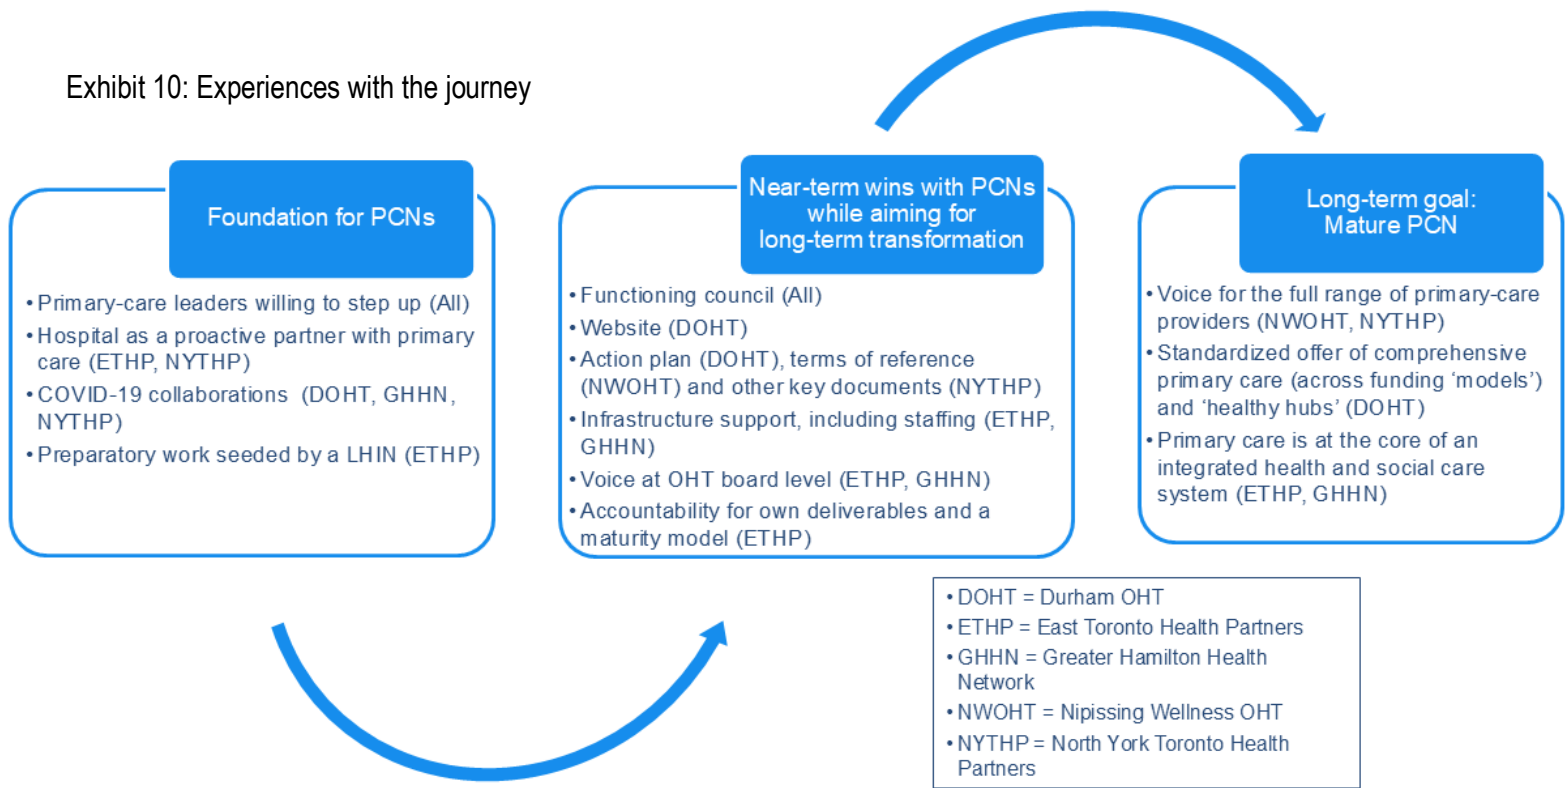 Exhibit 10: Experiences with the journey
Foundation for PCNs
• Primary-care leaders willing to step up (All)
• Hospital as a proactive partner with primary
care (ETHP, NYTHP)
• COVID-19 collaborations (DOHT, GHHN,
NYTHP)
• Preparatory work seeded by a LHIN (ETHP)
Near-term wins with PCNs
while aiming for
long-term transformation
• Functioning council (All)
• Website (DOHT)
• Action plan (DOHT), terms of reference
(NWOHT) and other key documents (NYTHP)
• Infrastructure support, including staffing (ETHP,
GHHN)
• Voice at OHT board level (ETHP, GHHN)
• Accountability for own deliverables and a
maturity model (ETHP)
Long-term goal:
Mature PCN
• Voice for the full range of primary-care
providers (NWOHT, NYTHP)
• Standardized offer of comprehensive
primary care (across funding ‘models’)
and ‘healthy hubs’ (DOHT)
• Primary care is at the core of an
integrated health and social care
system (ETHP, GHHN)
• DOHT = Durham OHT
• ETHP = East Toronto Health Partners
• GHHN = Greater Hamilton Health
Network
• NWOHT = Nipissing Wellness OHT
• NYTHP = North York Toronto Health
Partners